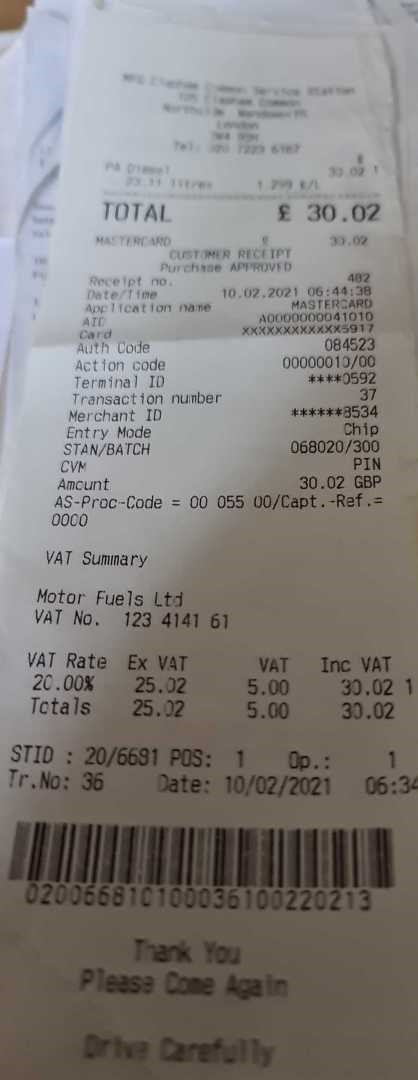 MFG Clapham Common Service Station
Clapham Common
Northside Wandsworth
London
Tel: 020 7223 6187
£
P4 Diesel 30.02 1
23.11 litres 1.299 £/L
TOTAL £ 30.02
MASTERCARD £ 30.02
CUSTOMER RECEIPT
Purchase APPROVED
Receipt no. 482
Date/Time 10.02.2021 06:44:38
Application name MASTERCARD
AID A0000000041010
Card XXXXXXXXXXXX5917
Auth Code 084523
Action code 00000010/00
Terminal ID ****0592
Transaction number 37
Merchant ID ******8534
Entry Mode Chip
STAN/BATCH 068020/300
CVM PIN
Amount 30.02 GBP
AS-Proc-Code = 00 055 00/Capt.-Ref.=
0000
VAT Summary
Motor Fuels Ltd
VAT No. 123 4141 61
VAT Rate Ex VAT VAT Inc VAT
20.00% 25.02 5.00 30.02 1
Totals 25.02 5.00 30.02
STID : 20/6681 POS: 1 Op.: 1
Tr.No: 36 Date: 10/02/2021 06:34
020066810100036100220213
Thank You
Please Come Again
Drive Carefully